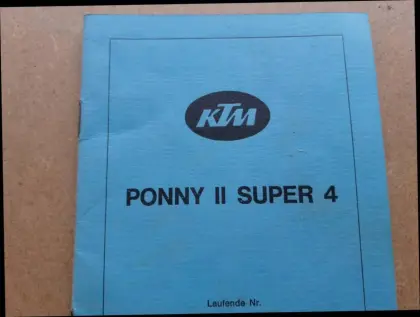 KTM
PONNY II SUPER 4
Laufende Nr.